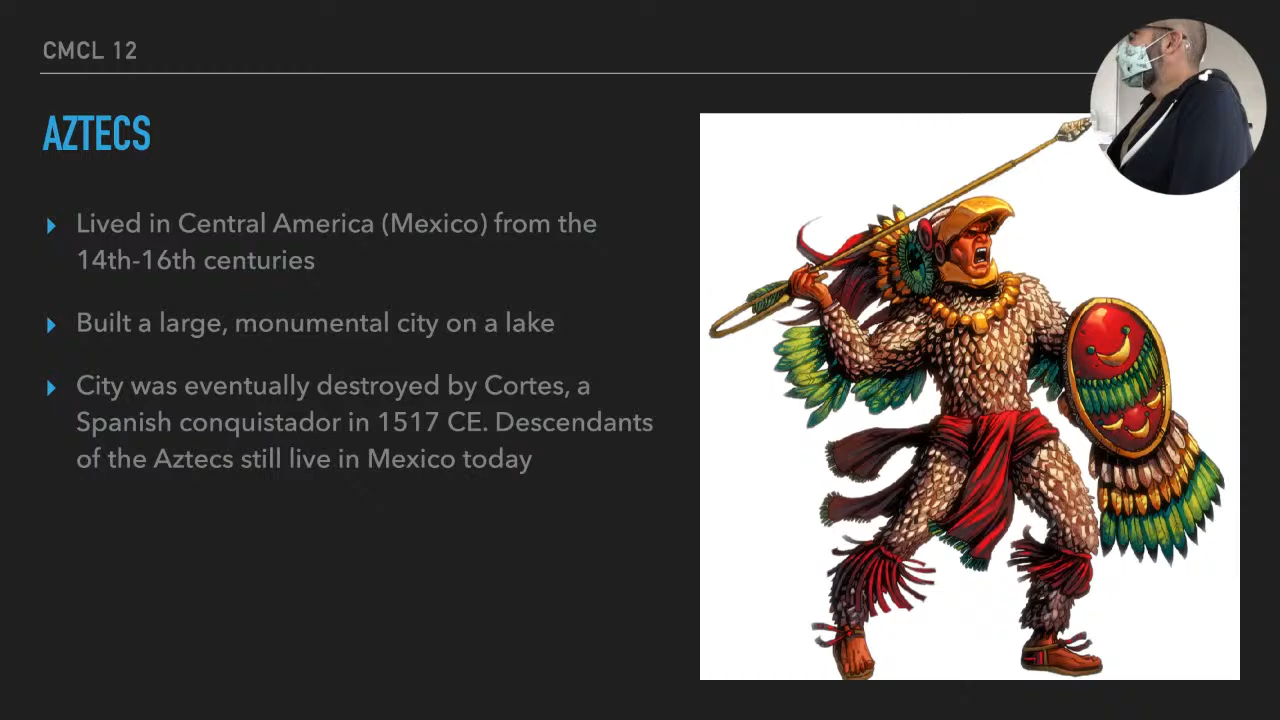 CMCL 12
AZTECS
Lived in Central America (Mexico) from the
14th-16th centuries
Built a large, monumental city on a lake
City was eventually destroyed by Cortes, a
Spanish conquistador in 1517 CE. Descendants
of the Aztecs still live in Mexico today